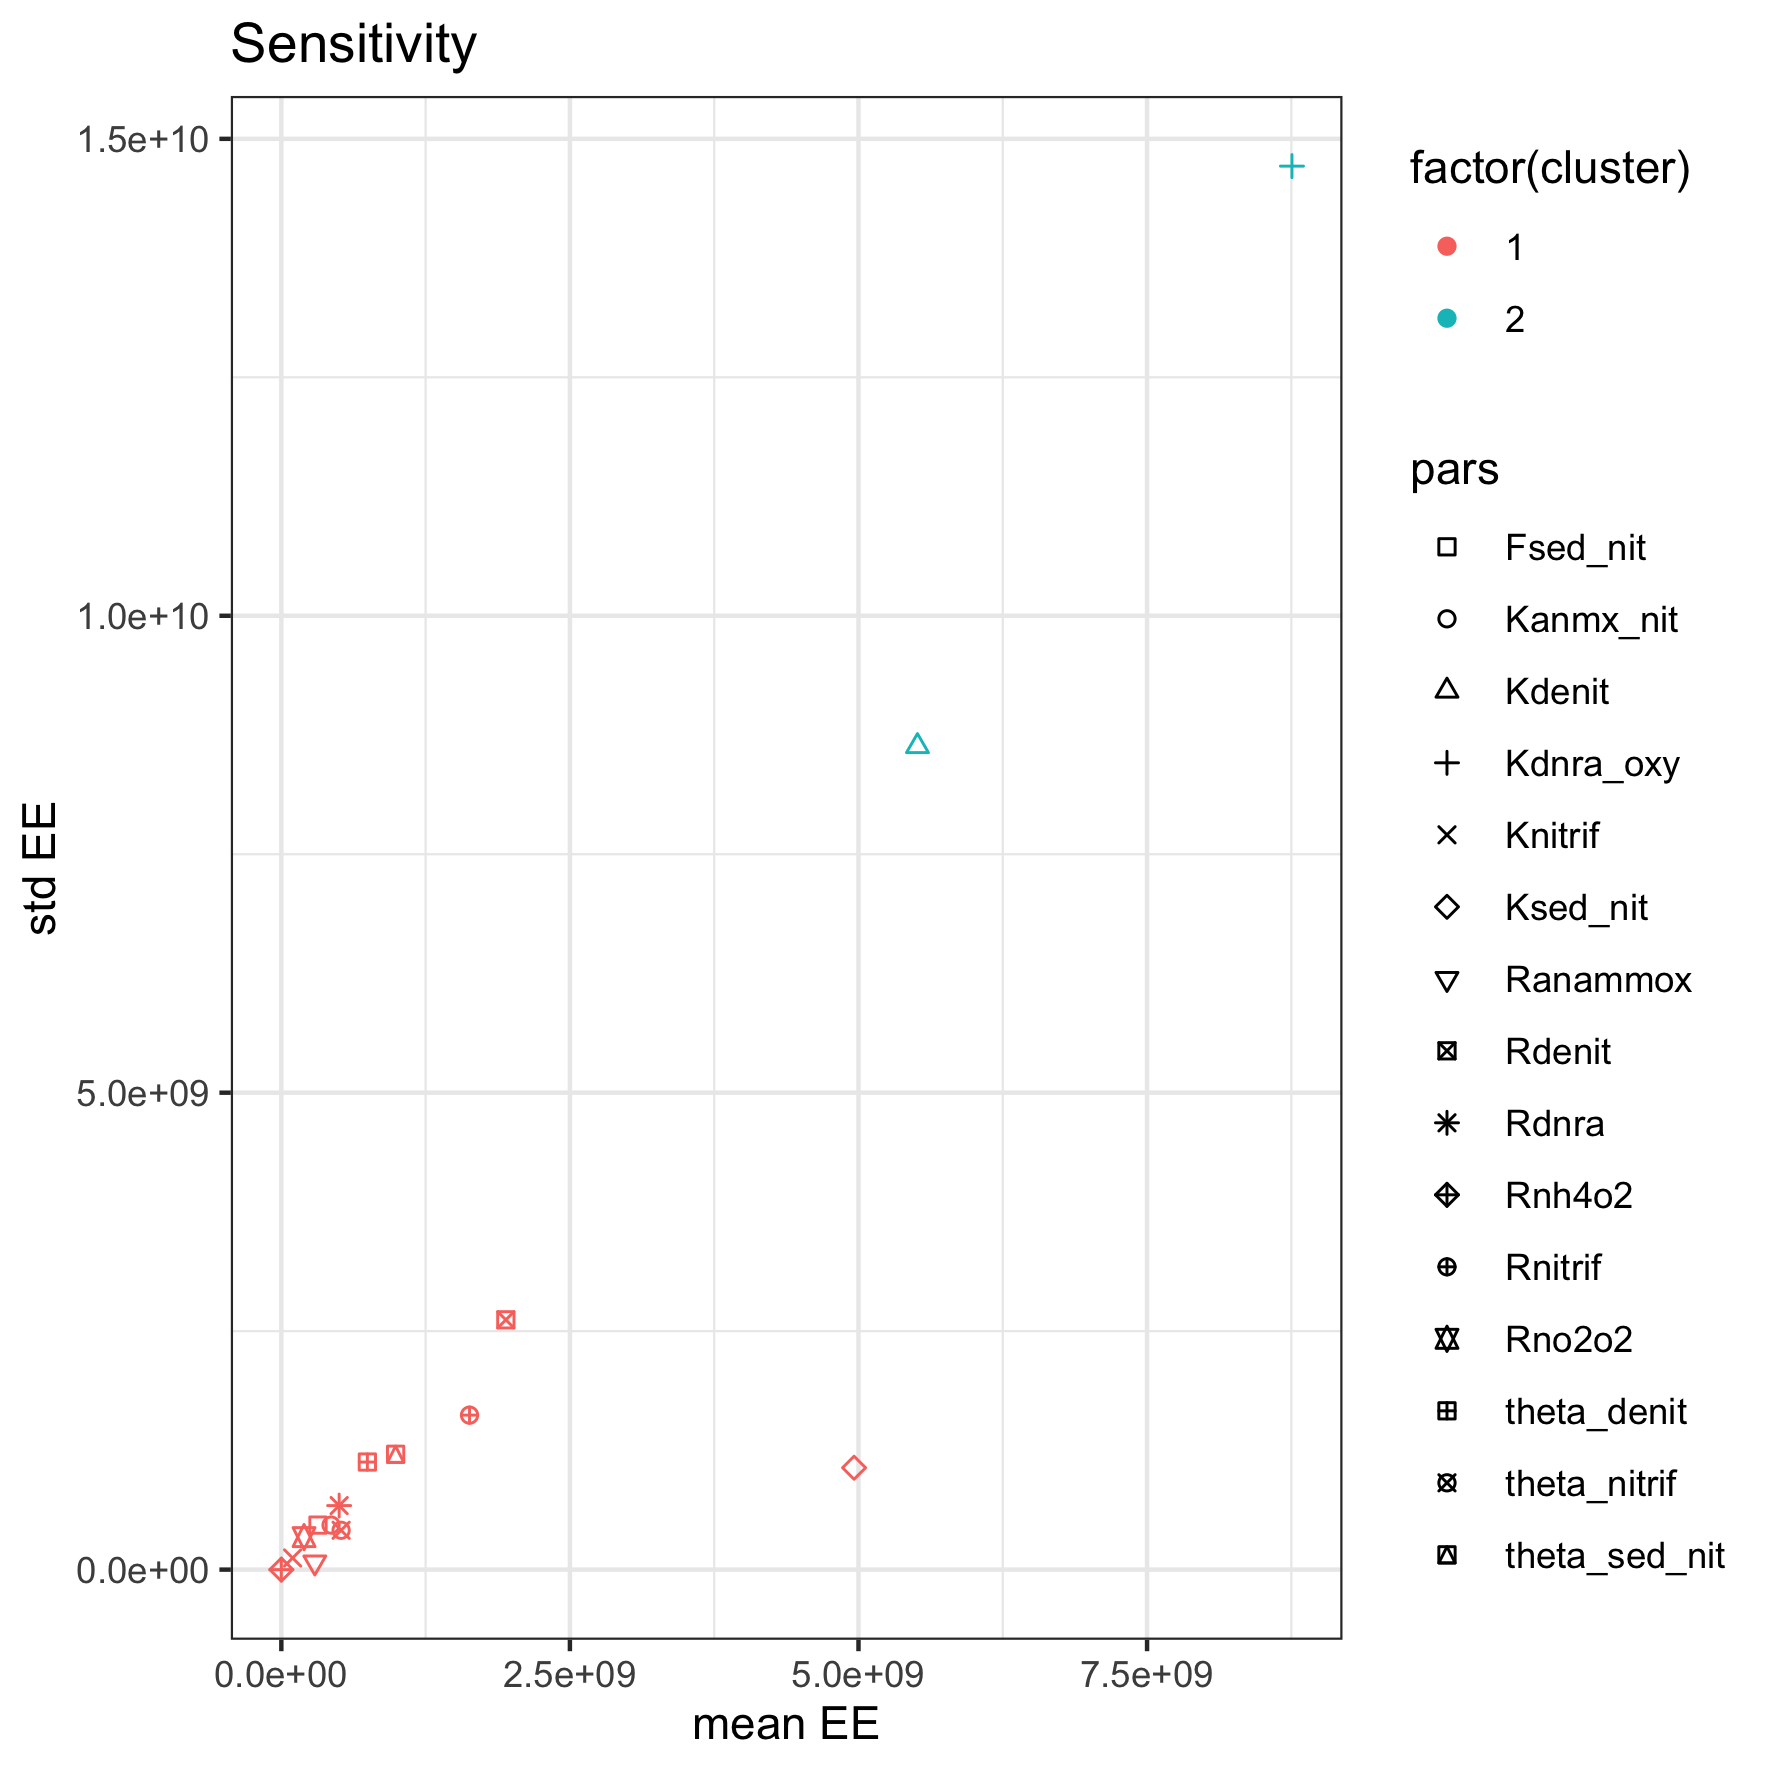 Sensitivity
1.5e+10
1.0e+10
5.0e+09
0.0e+00
std EE
0.0e+00 2.5e+09 5.0e+09 7.5e+09
mean EE
factor(cluster)
1
2
pars
Fsed_nit
Kanmx_nit
Kdenit
Kdnra_oxy
Knitrif
Ksed_nit
Ranammox
Rdenit
Rdnra
Rnh4o2
Rnitrif
Rno2o2
theta_denit
theta_nitrif
theta_sed_nit